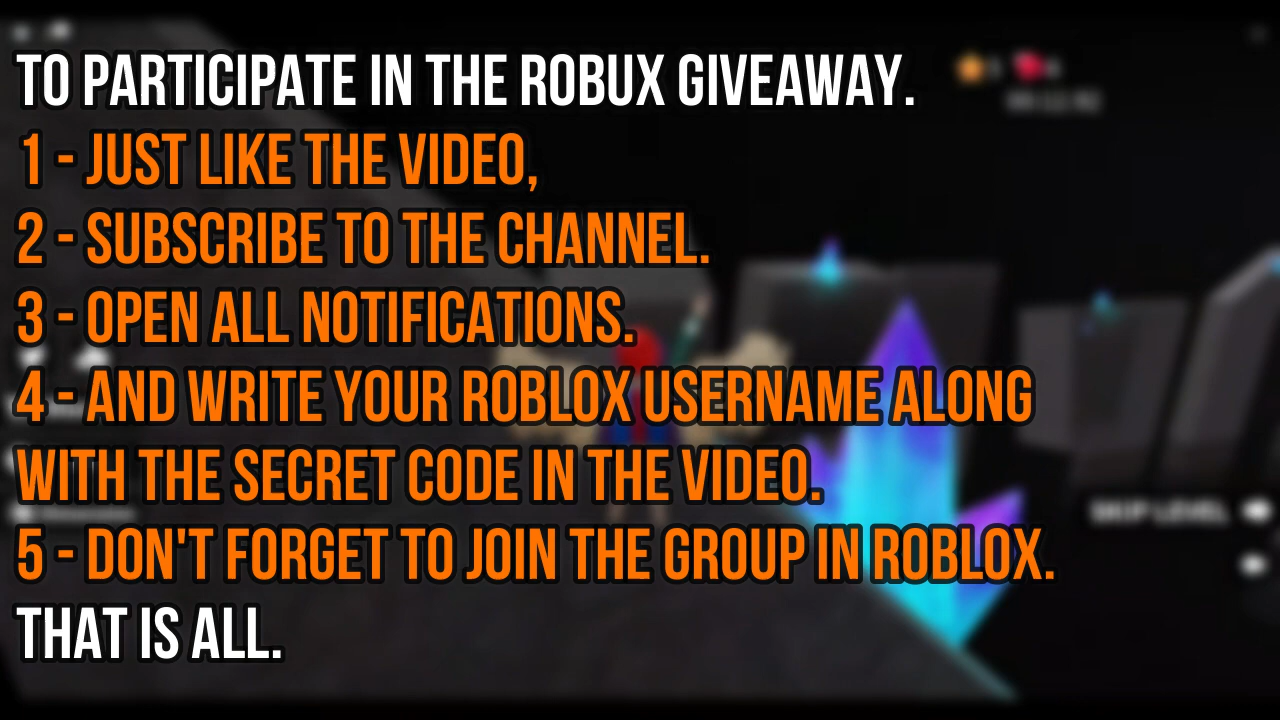 TO PARTICIPATE IN THE ROBUX GIVEAWAY.
1 - JUST LIKE THE VIDEO,
2 - SUBSCRIBE TO THE CHANNEL.
3 - OPEN ALL NOTIFICATIONS.
4 - AND WRITE YOUR ROBLOX USERNAME ALONG
WITH THE SECRET CODE IN THE VIDEO.
SKIP LEVEL
5 - DON'T FORGET TO JOIN THE GROUP IN ROBLOX.
THAT IS ALL.